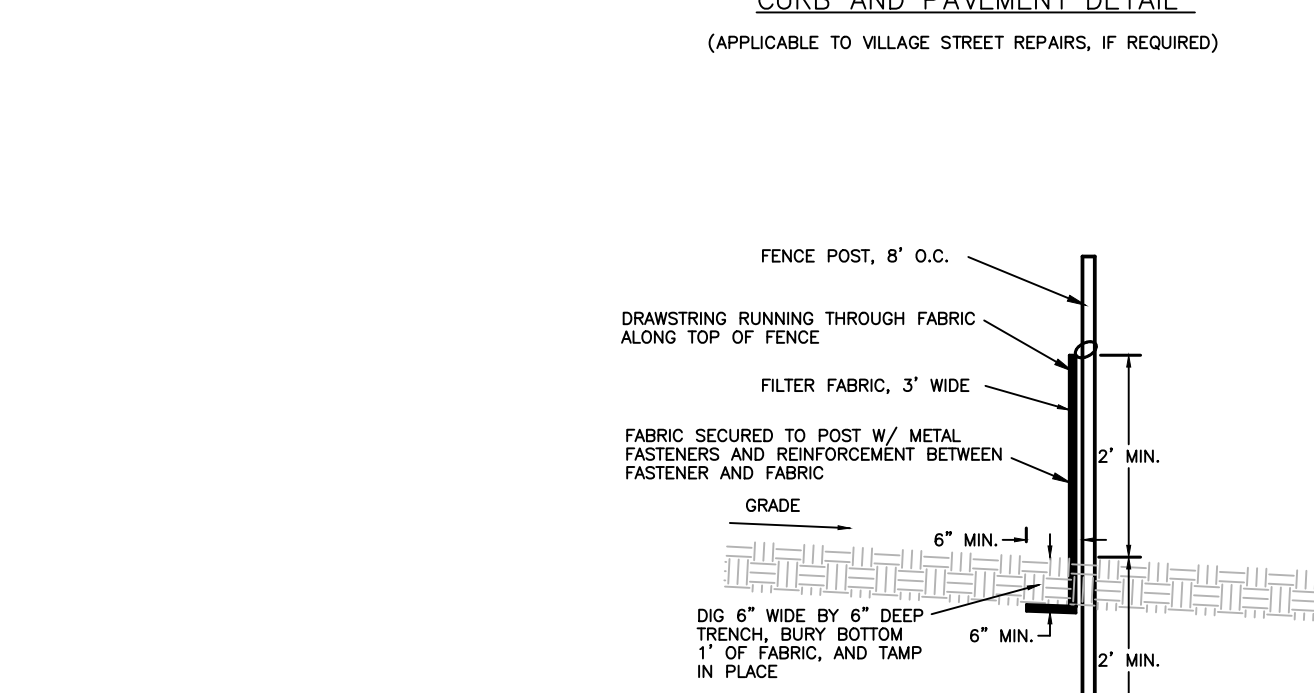 CURB AND PAVEMENT DETAIL
(APPLICABLE TO VILLAGE STREET REPAIRS, IF REQUIRED)
FENCE POST, 8' O.C.
DRAWSTRING RUNNING THROUGH FABRIC
ALONG TOP OF FENCE
FILTER FABRIC, 3' WIDE
FABRIC SECURED TO POST W/ METAL
FASTENERS AND REINFORCEMENT BETWEEN
FASTENER AND FABRIC
2' MIN.
GRADE
6" MIN.
DIG 6" WIDE BY 6" DEEP
TRENCH, BURY BOTTOM
1' OF FABRIC, AND TAMP
IN PLACE
6" MIN.
2' MIN.